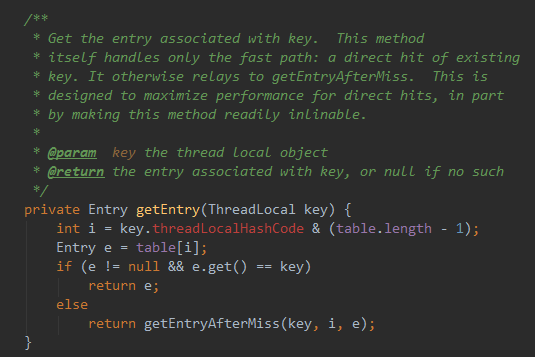 /**
 * Get the entry associated with key.  This method
 * itself handles only the fast path: a direct hit of existing
 * key. It otherwise relays to getEntryAfterMiss.  This is
 * designed to maximize performance for direct hits, in part
 * by making this method readily inlinable.
 *
 * @param  key the thread local object
 * @return the entry associated with key, or null if no such
 */
private Entry getEntry(ThreadLocal key) {
    int i = key.threadLocalHashCode & (table.length - 1);
    Entry e = table[i];
    if (e != null && e.get() == key)
        return e;
    else
        return getEntryAfterMiss(key, i, e);
}